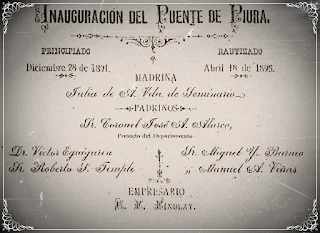 INAUGURACIÓN DEL PUENTE DE PIURA.
PRINCIPIADO BAUTIZADO
Diciembre 28 de 1891. Abril 18 de 1893.
MADRINA
Julia de A. Vda. de Seminario
PADRINOS
Sr. Coronel José A. Alarco,
Prefecto del Departamento
Dr. Victor Eguiguren Sr. Miguel Y. Barnea
Sr. Roberto S. Temple " Manuel A. Viñas
EMPRESARIO
FINDLAY.